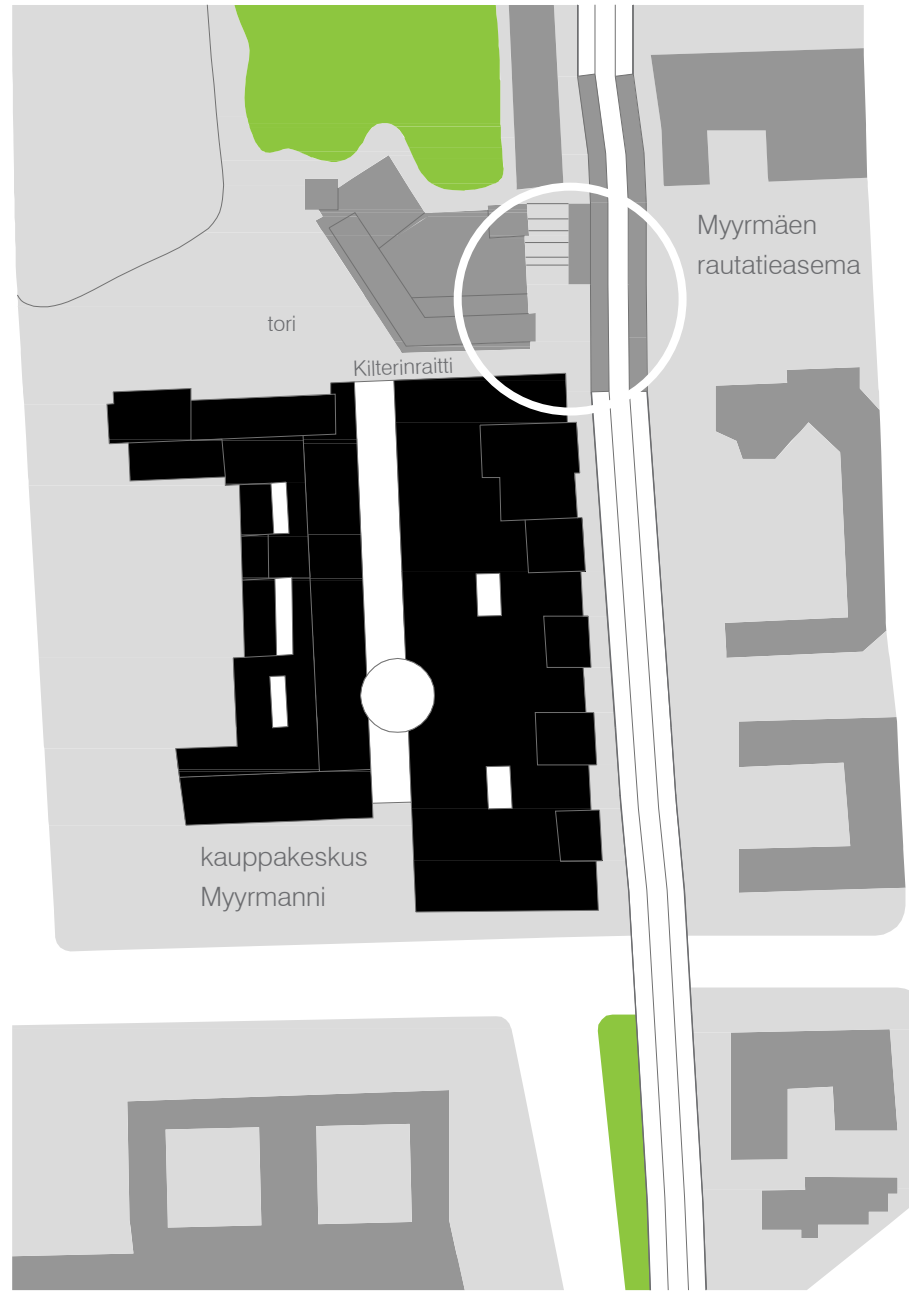 Myyrmäen
rautatieasema
tori
Kilterinraitti
kauppakeskus
Myyrmanni